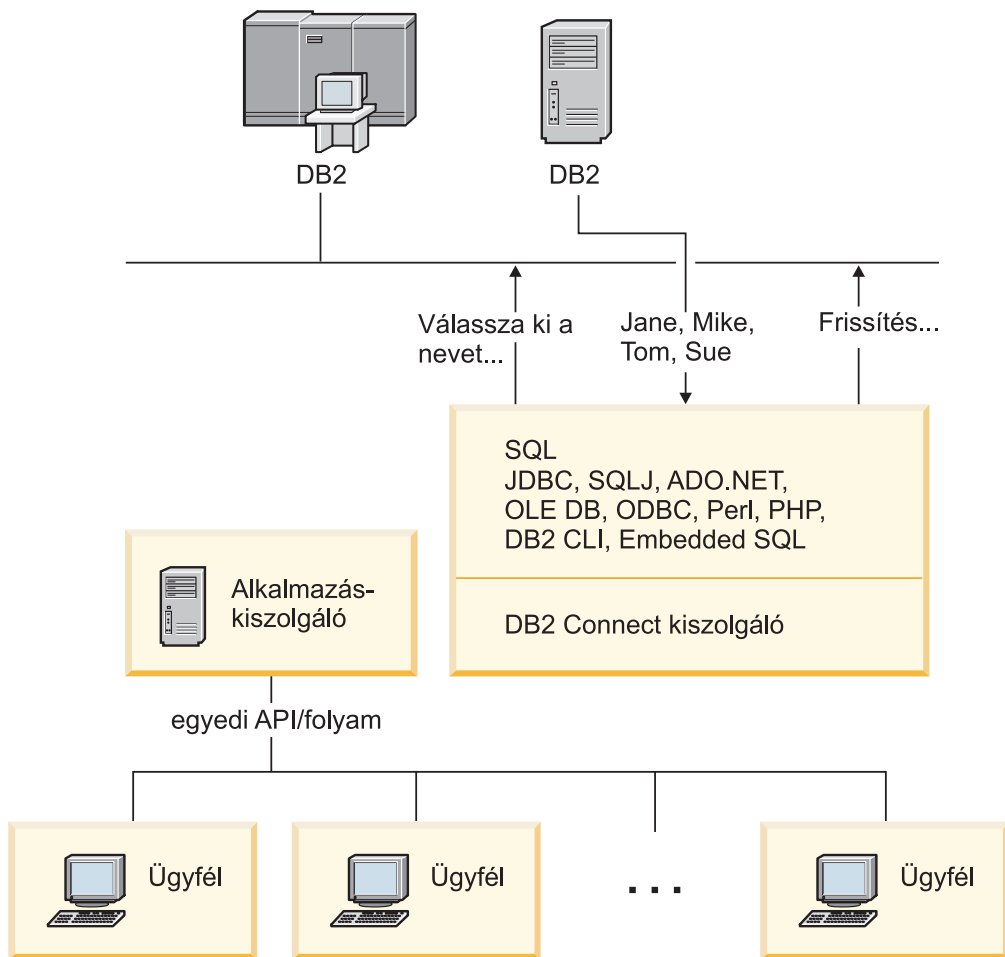 DB2
DB2
Válassza ki a
nevet...
Jane, Mike,
Tom, Sue
Frissítés...
SQL
JDBC, SQLJ, ADO.NET,
OLE DB, ODBC, Perl, PHP,
DB2 CLI, Embedded SQL
DB2 Connect kiszolgáló
Alkalmazás-
kiszolgáló
egyedi API/folyam
Ügyfél
Ügyfél
...
Ügyfél